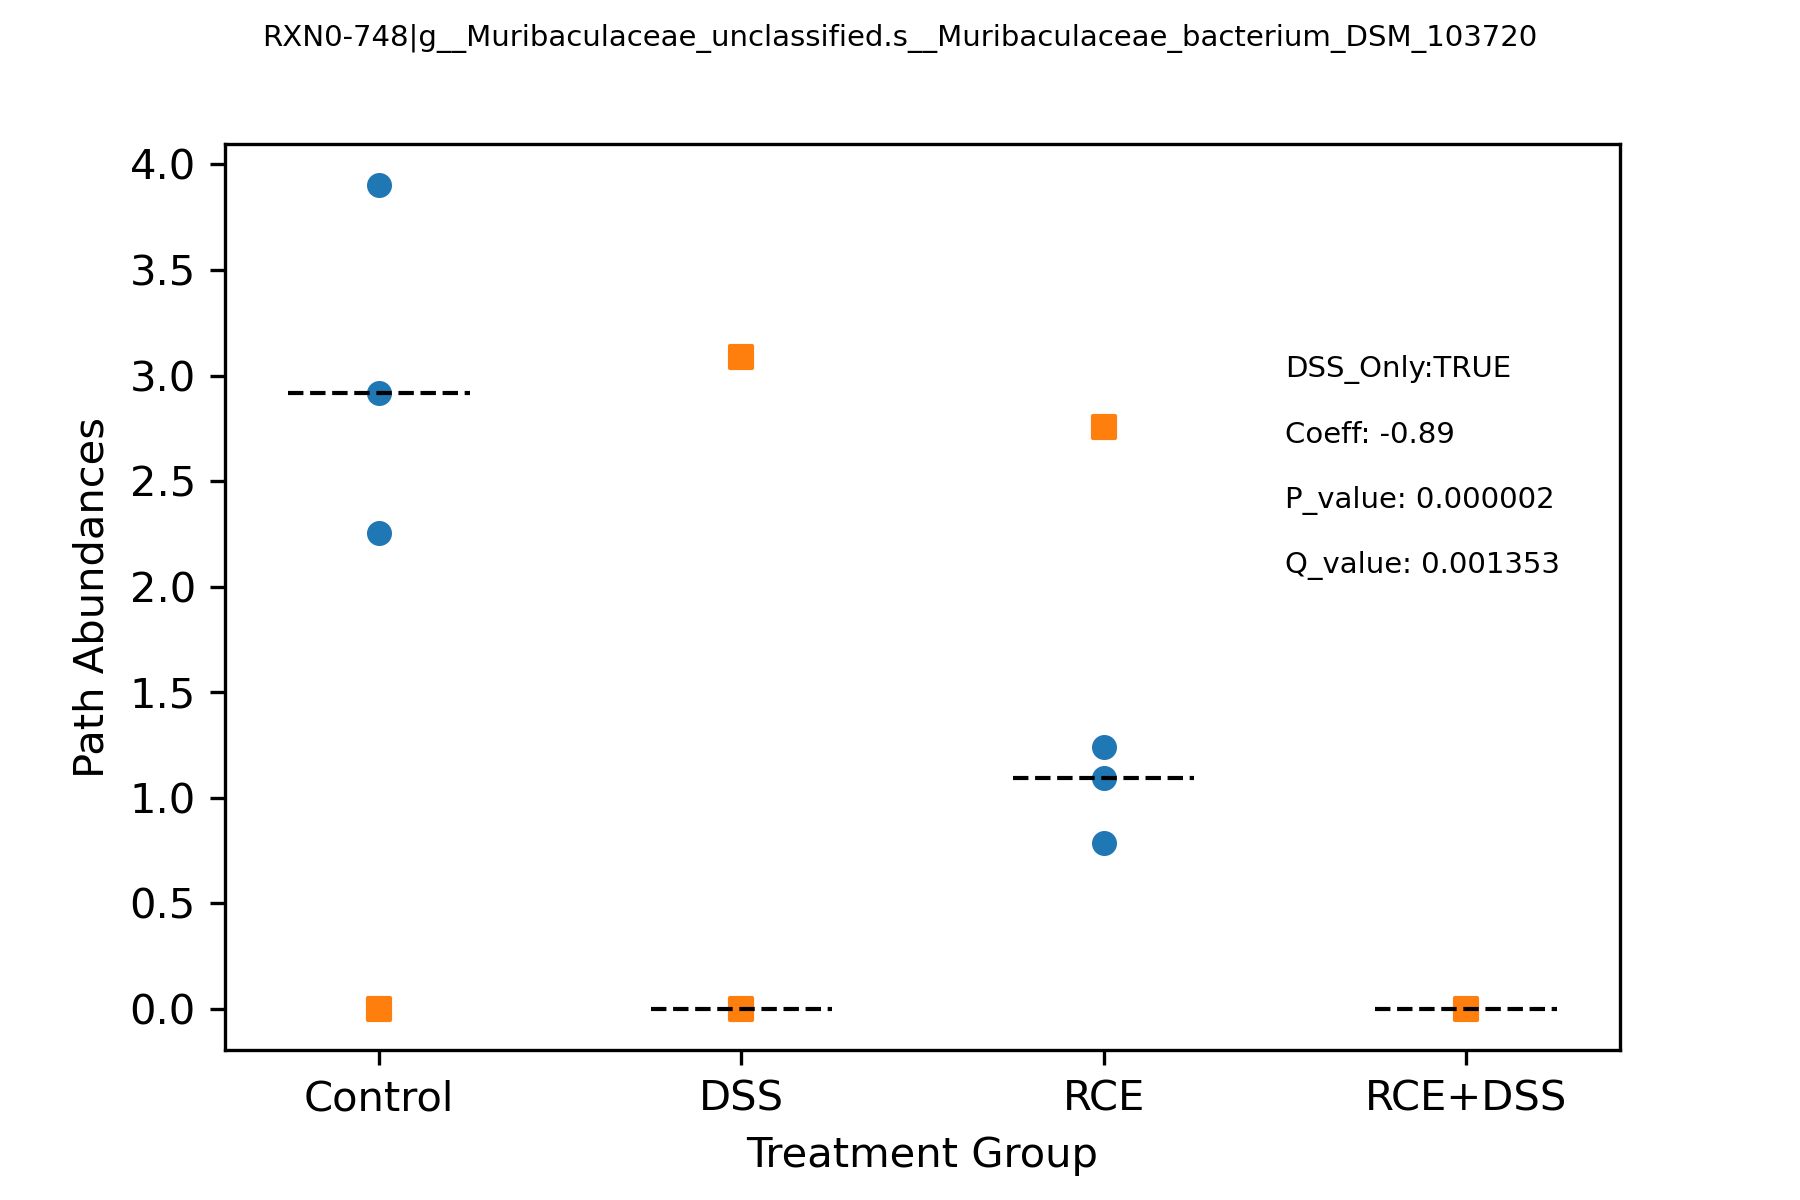 RXN0-748|g__Muribaculaceae_unclassified.s__Muribaculaceae_bacterium_DSM_103720
4.0
3.5
3.0
2.5
2.0
1.5
1.0
0.5
0.0
Path Abundances
DSS_Only:TRUE
Coeff: -0.89
P_value: 0.000002
Q_value: 0.001353
Control
DSS
RCE
RCE+DSS
Treatment Group